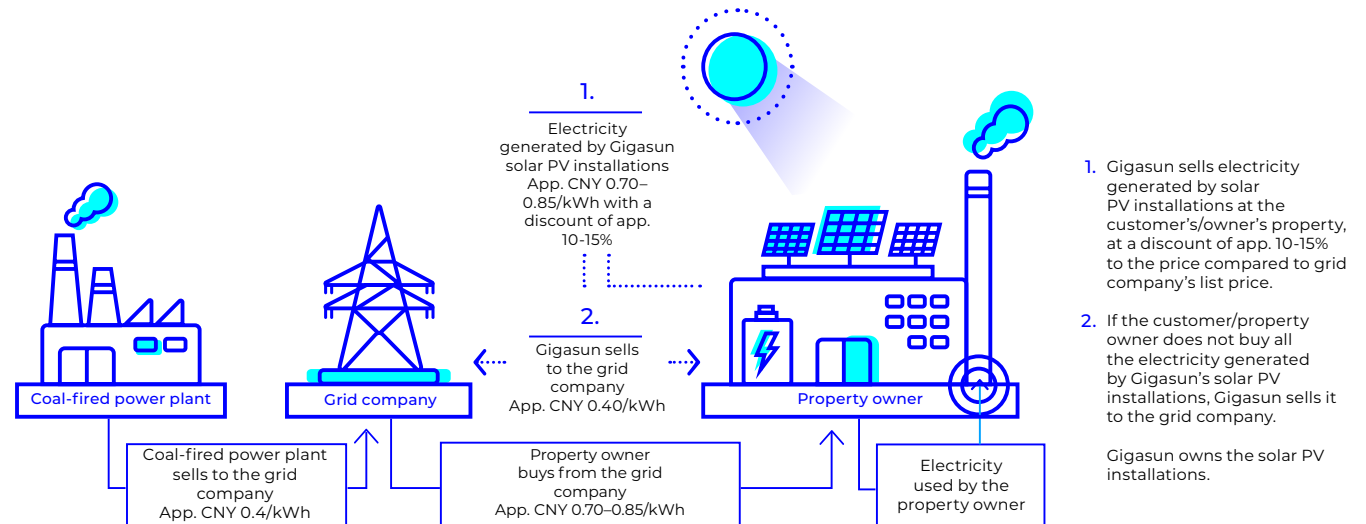 1.
Electricity
generated by Gigasun
solar PV installations
App. CNY 0.70–
0.85/kWh with a
discount of app.
10-15%
2.
Gigasun sells
to the grid
company
App. CNY 0.40/kWh
Coal-fired power plant
Grid company
Property owner
Coal-fired power plant
sells to the grid
company
App. CNY 0.4/kWh
Property owner
buys from the grid
company
App. CNY 0.70–0.85/kWh
Electricity
used by the
property owner
1. Gigasun sells electricity
generated by solar
PV installations at the
customer’s/owner’s property,
at a discount of app. 10-15%
to the price compared to grid
company’s list price.
2. If the customer/property
owner does not buy all
the electricity generated
by Gigasun’s solar PV
installations, Gigasun sells it
to the grid company.
Gigasun owns the solar PV
installations.